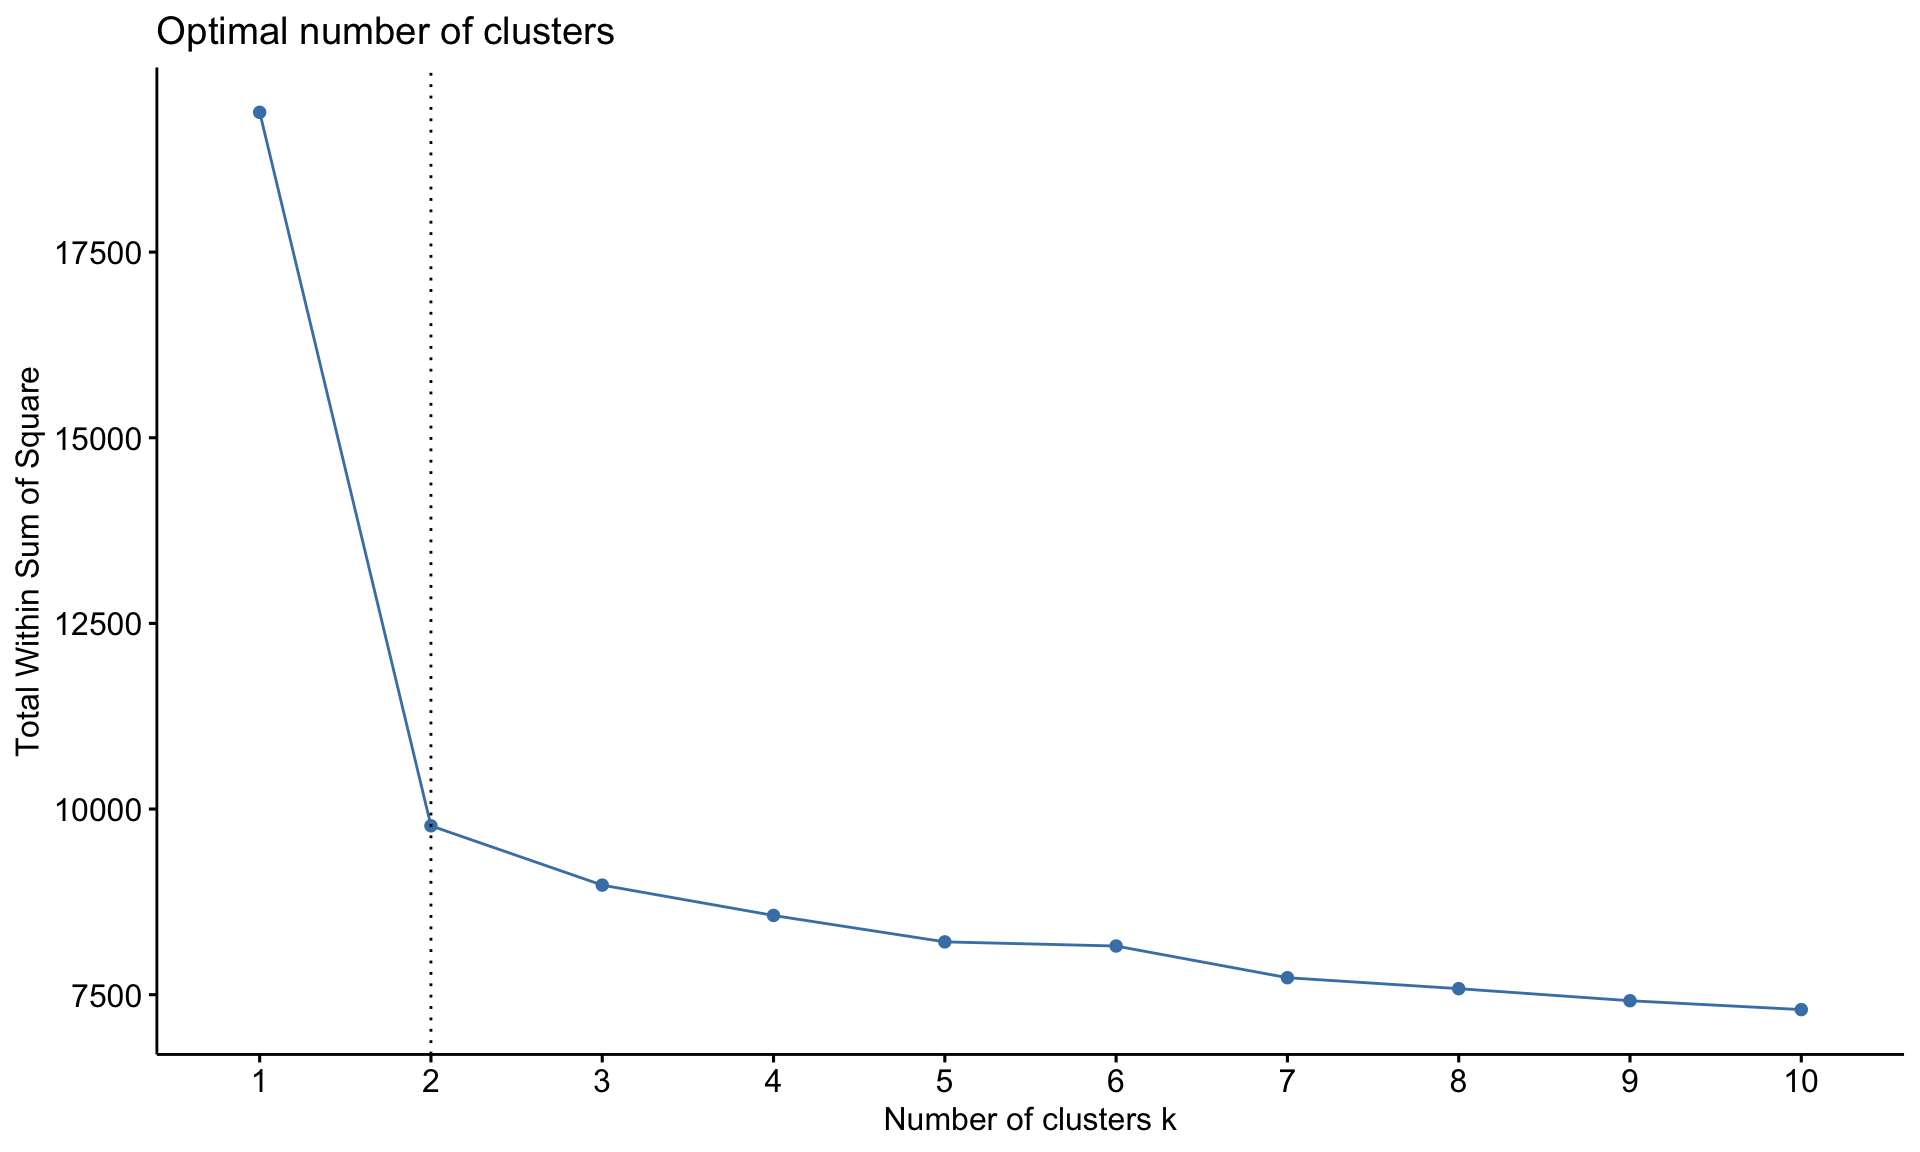 Optimal number of clusters
Total Within Sum of Square
17500
15000
12500
10000
7500
1 2 3 4 5 6 7 8 9 10
Number of clusters k